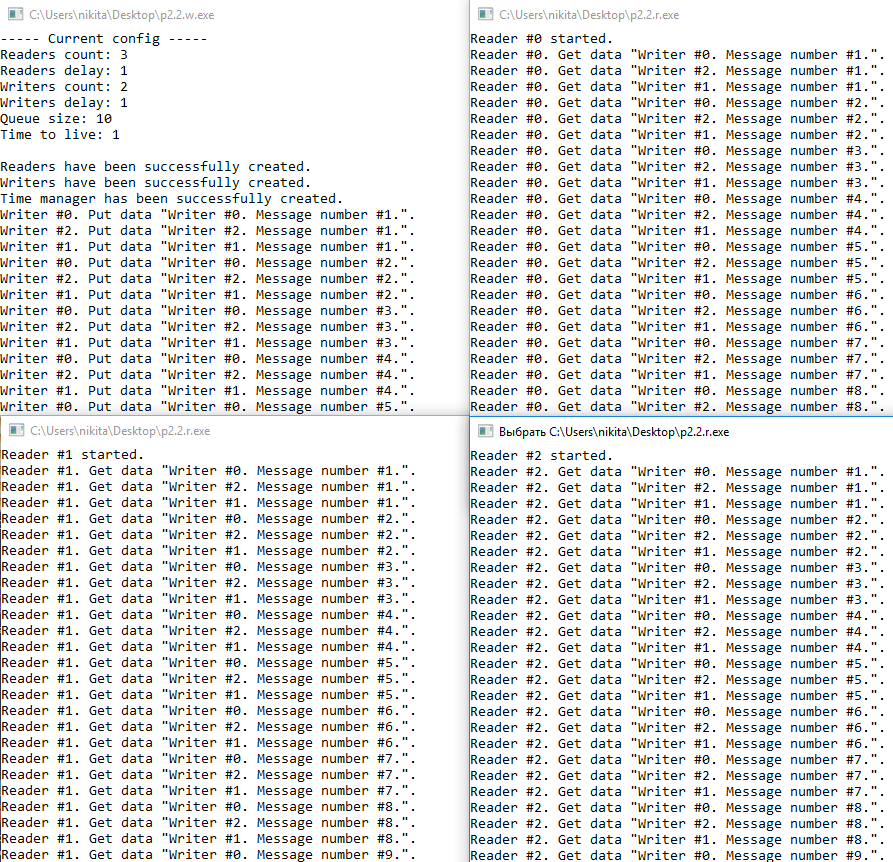 C:\Users\nikita\Desktop\p2.2.w.exe
----- Current config -----
Readers count: 3
Readers delay: 1
Writers count: 2
Writers delay: 1
Queue size: 10
Time to live: 1
Readers have been successfully created.
Writers have been successfully created.
Time manager has been successfully created.
Writer #0. Put data "Writer #0. Message number #1.".
Writer #2. Put data "Writer #2. Message number #1.".
Writer #1. Put data "Writer #1. Message number #1.".
Writer #0. Put data "Writer #0. Message number #2.".
Writer #2. Put data "Writer #2. Message number #2.".
Writer #1. Put data "Writer #1. Message number #2.".
Writer #0. Put data "Writer #0. Message number #3.".
Writer #2. Put data "Writer #2. Message number #3.".
Writer #1. Put data "Writer #1. Message number #3.".
Writer #0. Put data "Writer #0. Message number #4.".
Writer #2. Put data "Writer #2. Message number #4.".
Writer #1. Put data "Writer #1. Message number #4.".
Writer #0. Put data "Writer #0. Message number #5.".
C:\Users\nikita\Desktop\p2.2.r.exe
Reader #0 started.
Reader #0. Get data "Writer #0. Message number #1.".
Reader #0. Get data "Writer #2. Message number #1.".
Reader #0. Get data "Writer #1. Message number #1.".
Reader #0. Get data "Writer #0. Message number #2.".
Reader #0. Get data "Writer #2. Message number #2.".
Reader #0. Get data "Writer #1. Message number #2.".
Reader #0. Get data "Writer #0. Message number #3.".
Reader #0. Get data "Writer #2. Message number #3.".
Reader #0. Get data "Writer #1. Message number #3.".
Reader #0. Get data "Writer #0. Message number #4.".
Reader #0. Get data "Writer #2. Message number #4.".
Reader #0. Get data "Writer #1. Message number #4.".
Reader #0. Get data "Writer #0. Message number #5.".
Reader #0. Get data "Writer #2. Message number #5.".
Reader #0. Get data "Writer #1. Message number #5.".
Reader #0. Get data "Writer #0. Message number #6.".
Reader #0. Get data "Writer #2. Message number #6.".
Reader #0. Get data "Writer #1. Message number #6.".
Reader #0. Get data "Writer #0. Message number #7.".
Reader #0. Get data "Writer #2. Message number #7.".
Reader #0. Get data "Writer #1. Message number #7.".
Reader #0. Get data "Writer #0. Message number #8.".
Reader #0. Get data "Writer #2. Message number #8.".
C:\Users\nikita\Desktop\p2.2.r.exe
Reader #1 started.
Reader #1. Get data "Writer #0. Message number #1.".
Reader #1. Get data "Writer #2. Message number #1.".
Reader #1. Get data "Writer #1. Message number #1.".
Reader #1. Get data "Writer #0. Message number #2.".
Reader #1. Get data "Writer #2. Message number #2.".
Reader #1. Get data "Writer #1. Message number #2.".
Reader #1. Get data "Writer #0. Message number #3.".
Reader #1. Get data "Writer #2. Message number #3.".
Reader #1. Get data "Writer #1. Message number #3.".
Reader #1. Get data "Writer #0. Message number #4.".
Reader #1. Get data "Writer #2. Message number #4.".
Reader #1. Get data "Writer #1. Message number #4.".
Reader #1. Get data "Writer #0. Message number #5.".
Reader #1. Get data "Writer #2. Message number #5.".
Reader #1. Get data "Writer #1. Message number #5.".
Reader #1. Get data "Writer #0. Message number #6.".
Reader #1. Get data "Writer #2. Message number #6.".
Reader #1. Get data "Writer #1. Message number #6.".
Reader #1. Get data "Writer #0. Message number #7.".
Reader #1. Get data "Writer #2. Message number #7.".
Reader #1. Get data "Writer #1. Message number #7.".
Reader #1. Get data "Writer #0. Message number #8.".
Reader #1. Get data "Writer #2. Message number #8.".
Reader #1. Get data "Writer #1. Message number #8.".
Reader #1. Get data "Writer #0. Message number #9.".
Выбрать C:\Users\nikita\Desktop\p2.2.r.exe
Reader #2 started.
Reader #2. Get data "Writer #0. Message number #1.".
Reader #2. Get data "Writer #2. Message number #1.".
Reader #2. Get data "Writer #1. Message number #1.".
Reader #2. Get data "Writer #0. Message number #2.".
Reader #2. Get data "Writer #2. Message number #2.".
Reader #2. Get data "Writer #1. Message number #2.".
Reader #2. Get data "Writer #0. Message number #3.".
Reader #2. Get data "Writer #2. Message number #3.".
Reader #2. Get data "Writer #1. Message number #3.".
Reader #2. Get data "Writer #0. Message number #4.".
Reader #2. Get data "Writer #2. Message number #4.".
Reader #2. Get data "Writer #1. Message number #4.".
Reader #2. Get data "Writer #0. Message number #5.".
Reader #2. Get data "Writer #2. Message number #5.".
Reader #2. Get data "Writer #1. Message number #5.".
Reader #2. Get data "Writer #0. Message number #6.".
Reader #2. Get data "Writer #2. Message number #6.".
Reader #2. Get data "Writer #1. Message number #6.".
Reader #2. Get data "Writer #0. Message number #7.".
Reader #2. Get data "Writer #2. Message number #7.".
Reader #2. Get data "Writer #1. Message number #7.".
Reader #2. Get data "Writer #0. Message number #8.".
Reader #2. Get data "Writer #2. Message number #8.".
Reader #2. Get data "Writer #1. Message number #8.".
Reader #2. Get data "Writer #0. Message number #9.".